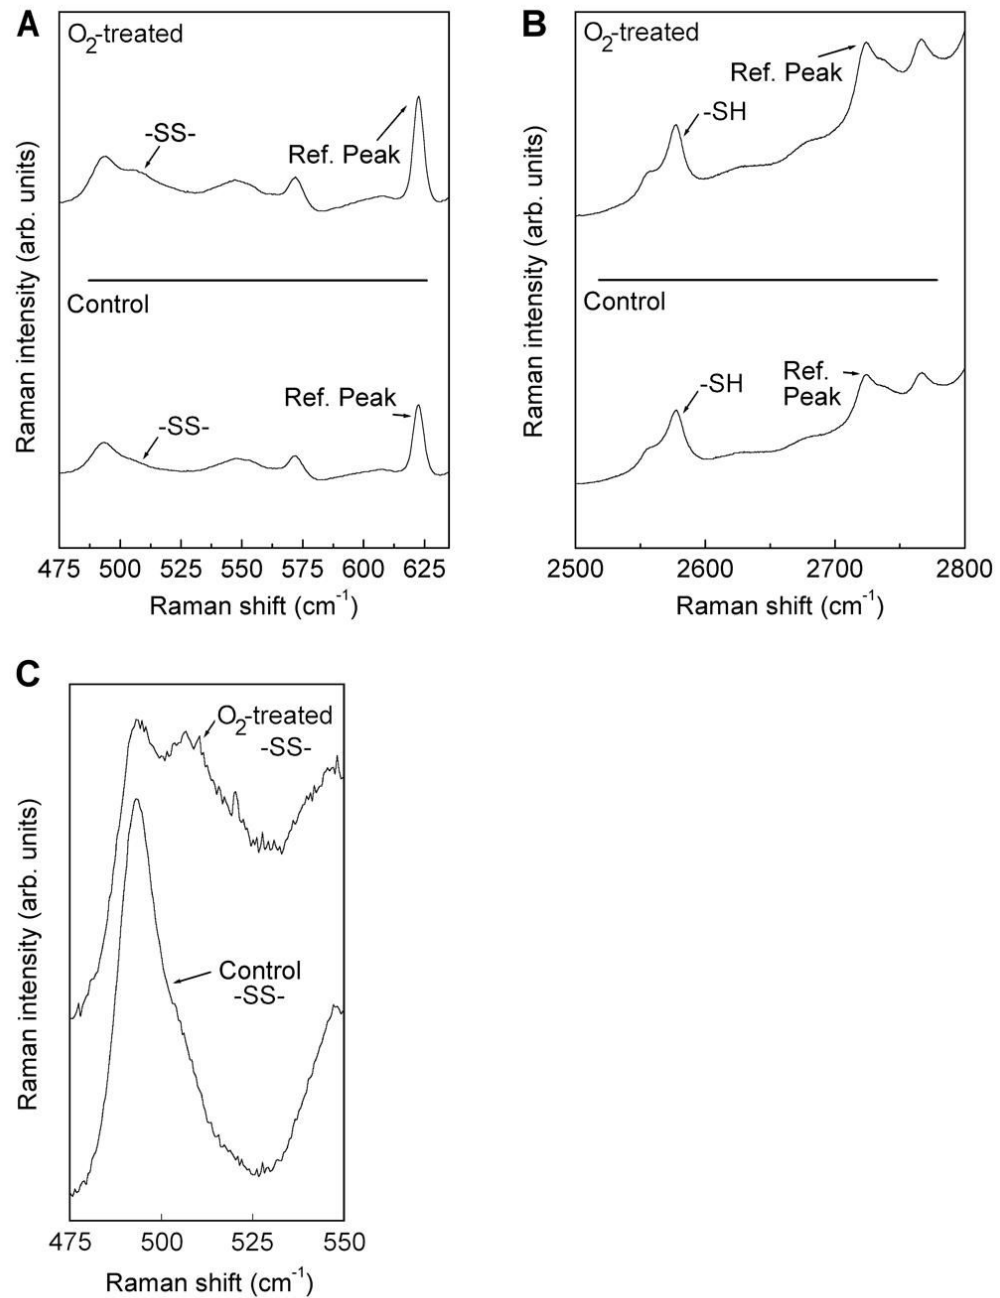 A
O2-treated
-SS-
Ref. Peak
Control
Ref. Peak
-SS-
Raman intensity (arb. units)
475 500 525 550 575 600 625
Raman shift (cm-1)
B
O2-treated
Ref. Peak
-SH
Control
Ref.
Peak
-SH
Raman intensity (arb. units)
2500 2600 2700 2800
Raman shift (cm-1)
C
O2-treated
-SS-
Control
-SS-
Raman intensity (arb. units)
475 500 525 550
Raman shift (cm-1)